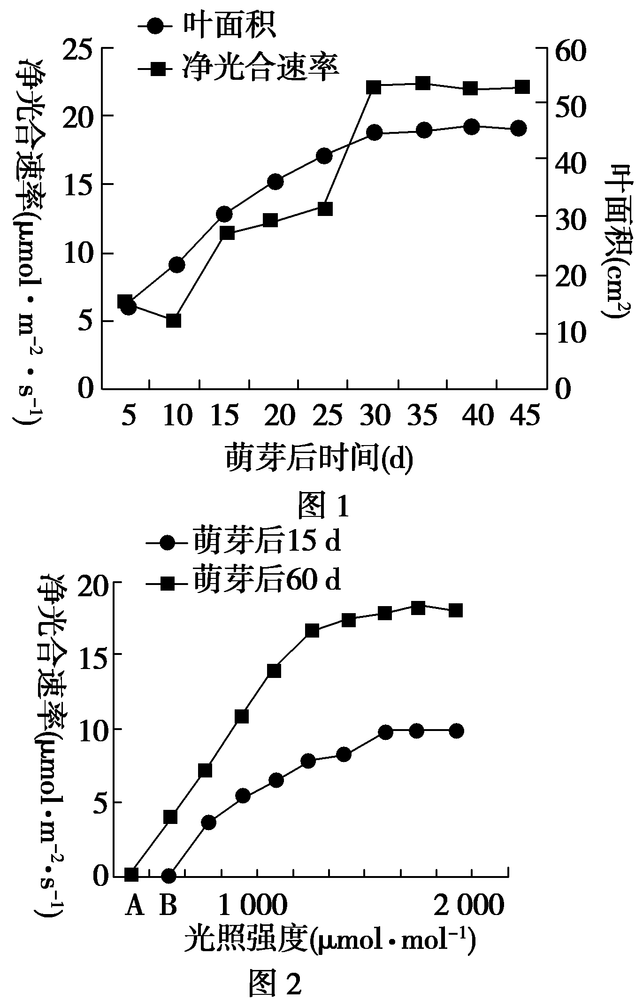 叶面积
净光合速率
净光合速率(μmol·m⁻²·s⁻¹)
25
20
15
10
5
0
60
50
40
30
20
10
0
叶面积(cm²)
5 10 15 20 25 30 35 40 45
萌芽后时间(d)
图 1
萌芽后15 d
萌芽后60 d
净光合速率(μmol·m⁻²·s⁻¹)
20
15
10
5
0
A B 1 000 2 000
光照强度(μmol·mol⁻¹)
图 2